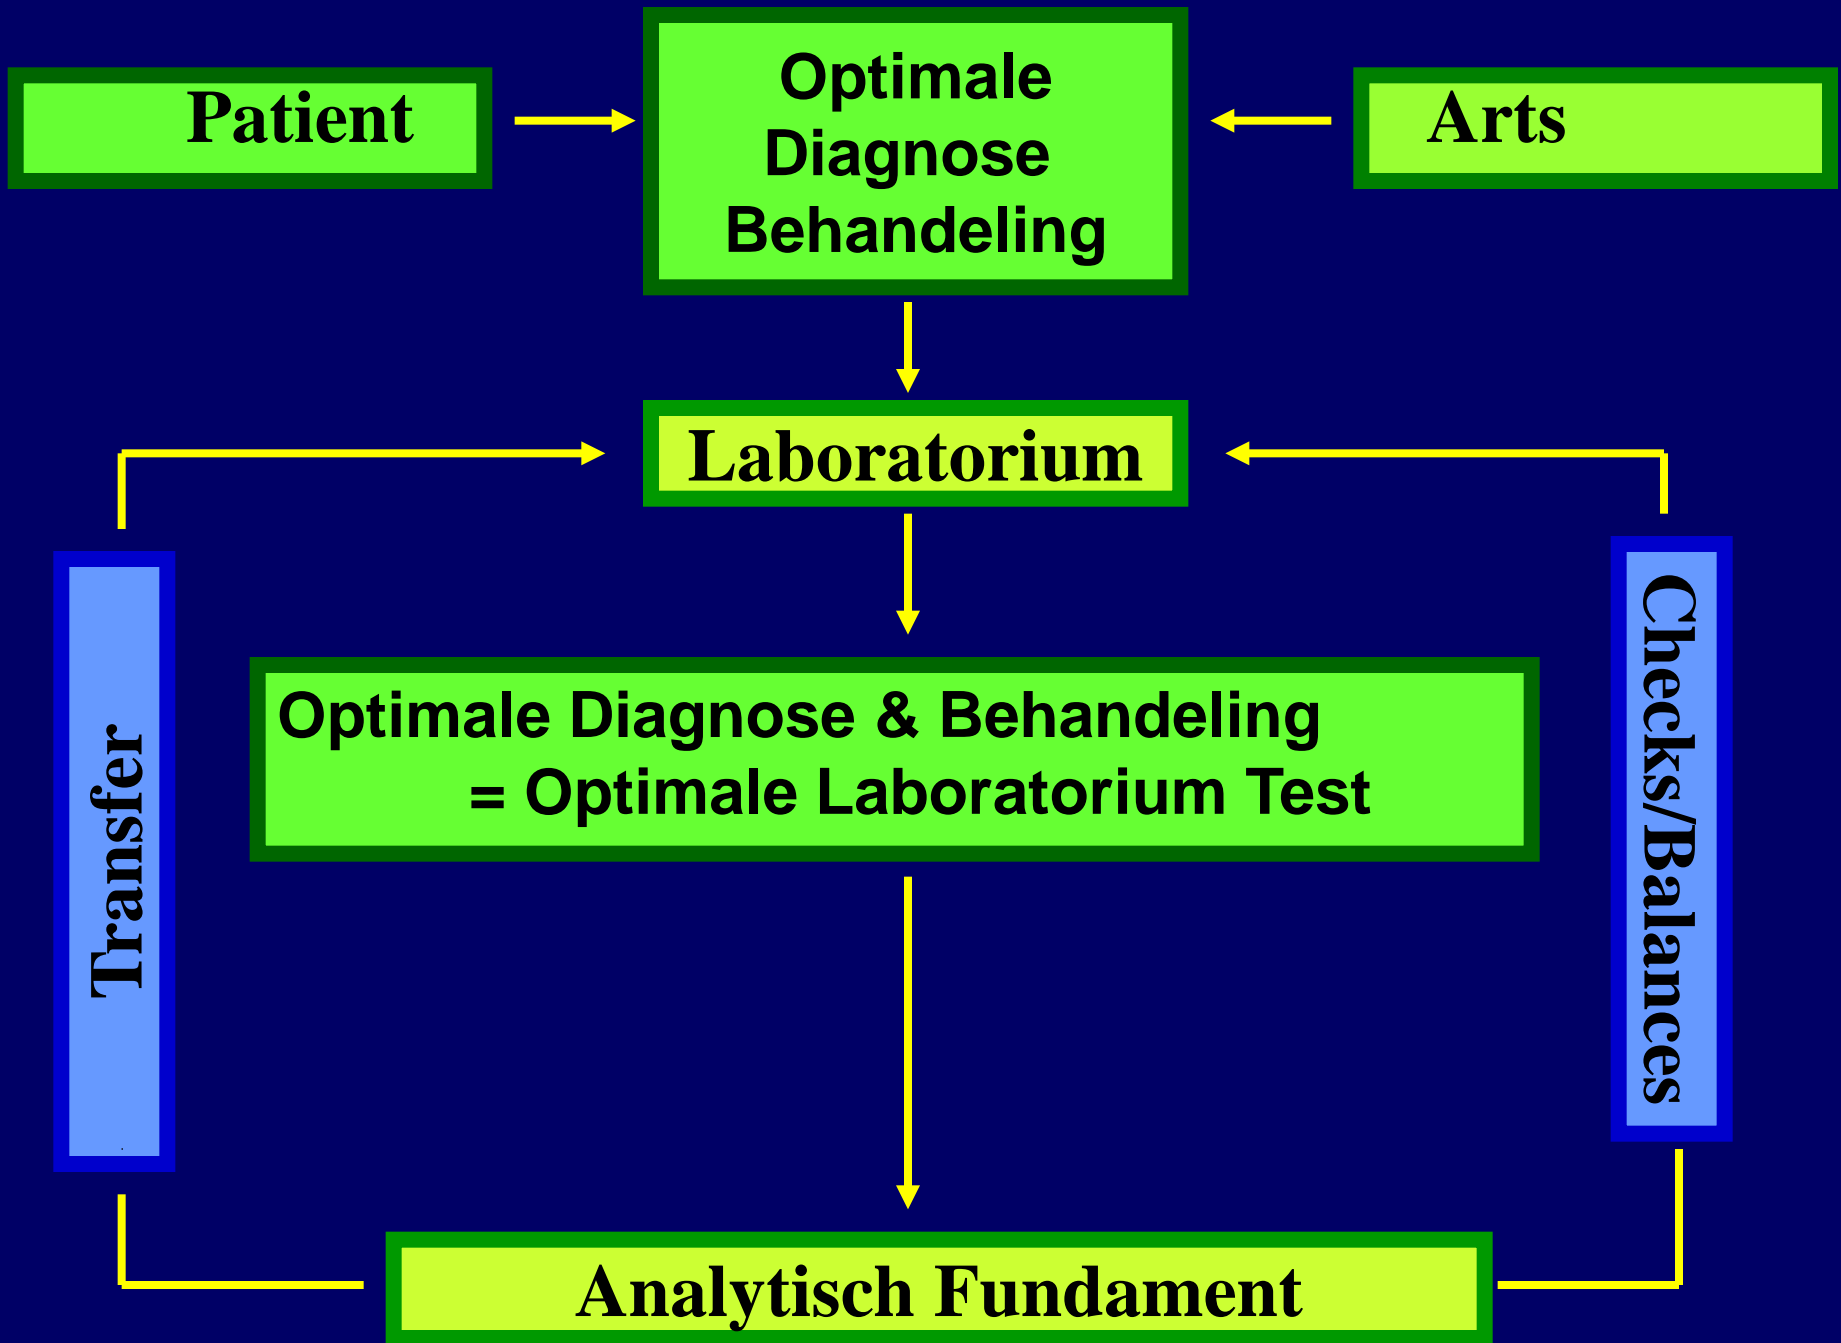 Patient
Optimale
Diagnose
Behandeling
Arts
Laboratorium
Transfer
Optimale Diagnose & Behandeling
= Optimale Laboratorium Test
Checks/Balances
Analytisch Fundament